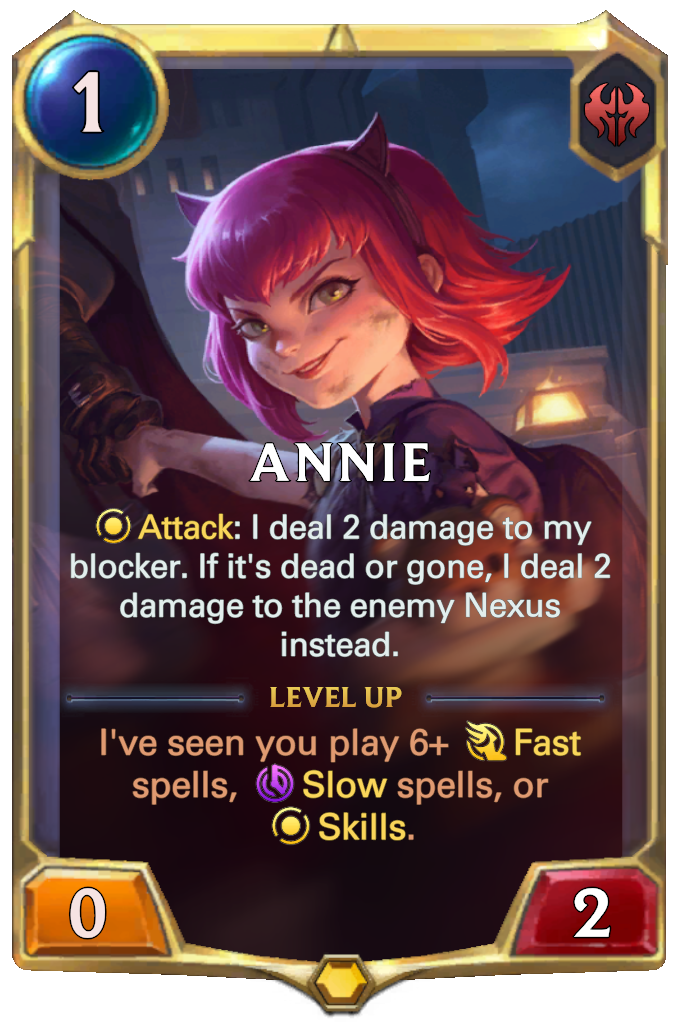 1
ANNIE
Attack: I deal 2 damage to my
blocker. If it's dead or gone, I deal 2
damage to the enemy Nexus
instead.
LEVEL UP
I've seen you play 6+ Fast
spells, Slow spells, or
Skills.
0
2